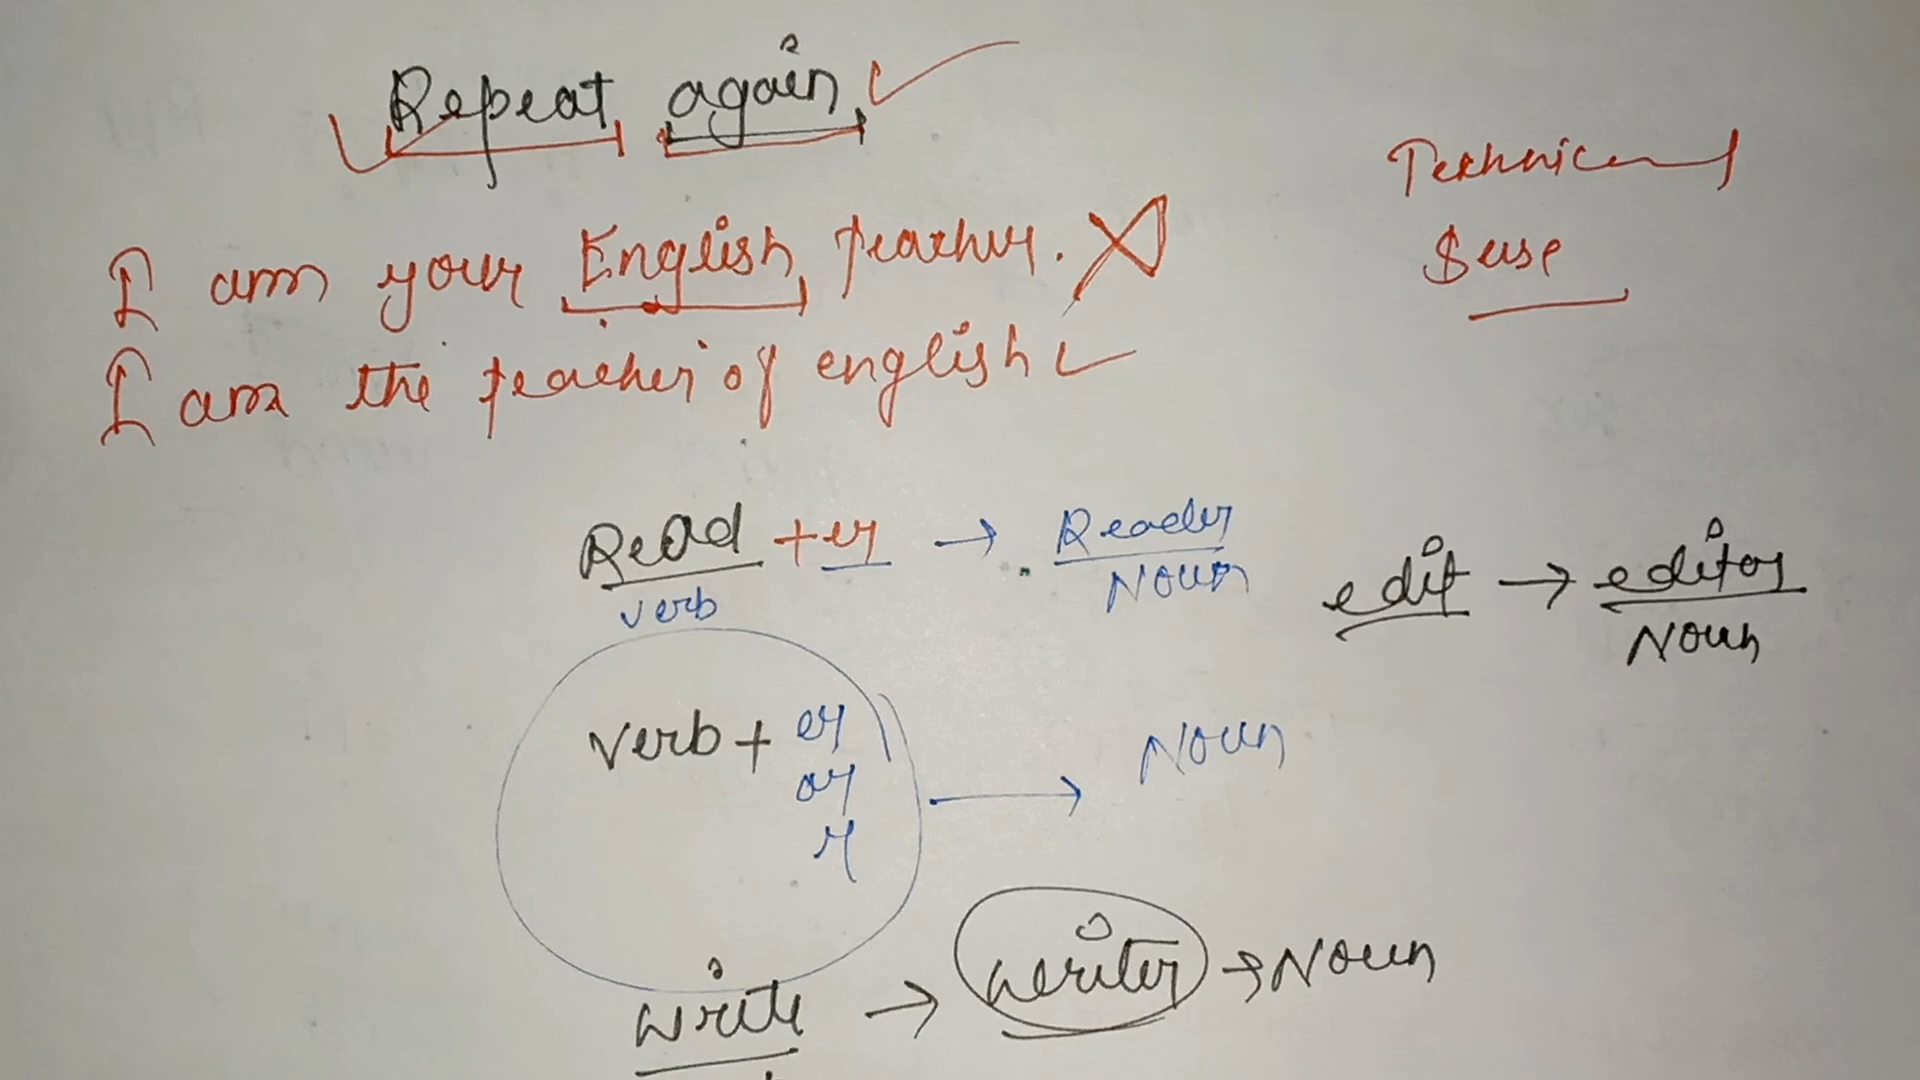 Repeat again
Technical
Sense
I am your English teacher.
I am the teacher of english
Read + er → Reader
verb
Noun
edit → editor
Noun
verb + er
or
r
→ Noun
write → writer → Noun